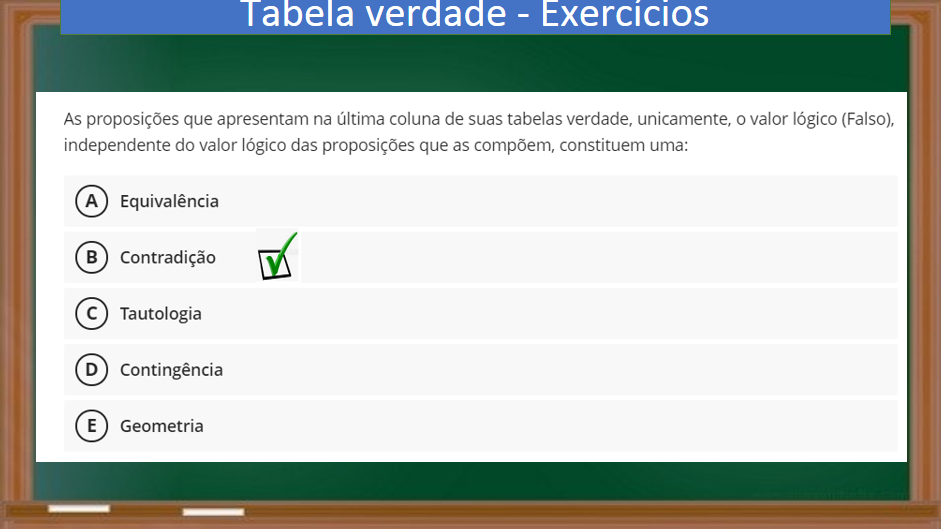 Tabela verdade - Exercícios
As proposições que apresentam na última coluna de suas tabelas verdade, unicamente, o valor lógico (Falso),
independente do valor lógico das proposições que as compõem, constituem uma:
A Equivalência
B Contradição
C Tautologia
D Contingência
E Geometria